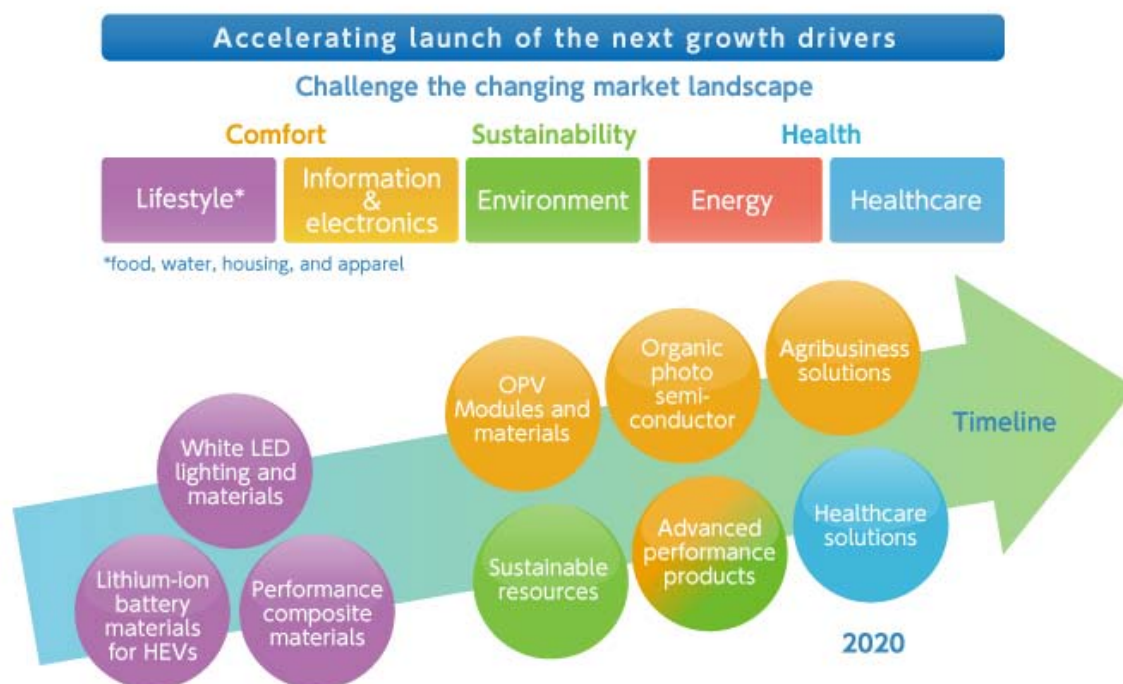 Accelerating launch of the next growth drivers
Challenge the changing market landscape
Comfort
Sustainability
Health
Lifestyle*
Information
&
electronics
Environment
Energy
Healthcare
*food, water, housing, and apparel
White LED
lighting and
materials
Lithium-ion
battery
materials
for HEVs
Performance
composite
materials
OPV
Modules and
materials
Organic
photo
semi-
conductor
Agribusiness
solutions
Timeline
Sustainable
resources
Advanced
performance
products
Healthcare
solutions
2020